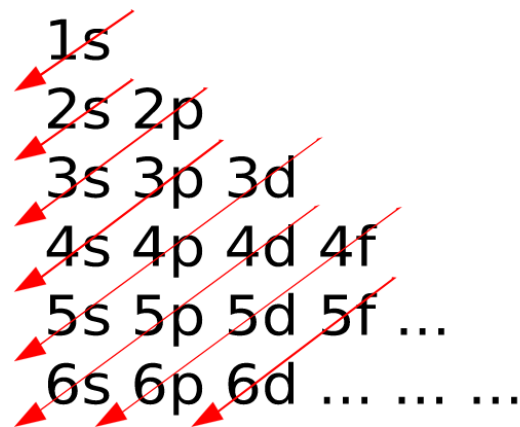 1s
2s 2p
3s 3p 3d
4s 4p 4d 4f
5s 5p 5d 5f ...
6s 6p 6d ... ... ...